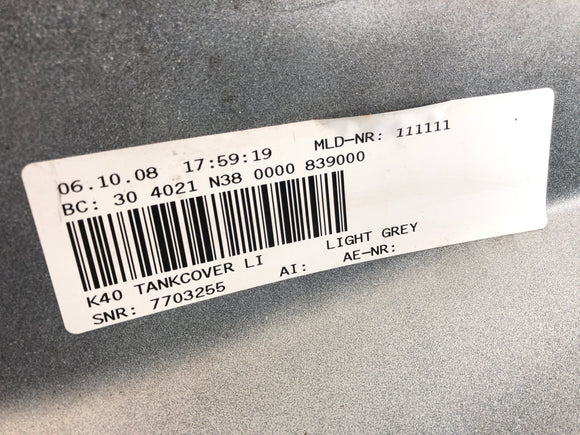 06.10.08 17:59:19 MLD-NR: 111111
BC: 30 4021 N38 0000 839000
K40 TANKCOVER LI LIGHT GREY
SNR: 7703255 AI: AE-NR: